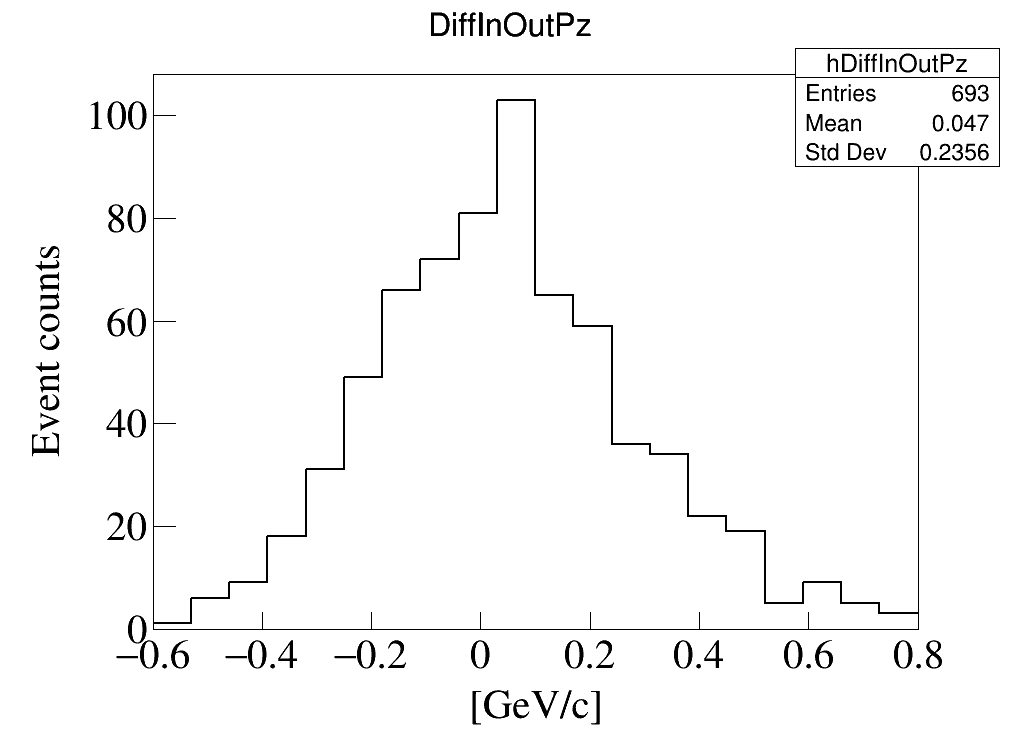 DiffInOutPz
hDiffInOutPz
Entries 693
Mean 0.047
Std Dev 0.2356
Event counts
100
80
60
40
20
0
−0.6 −0.4 −0.2 0 0.2 0.4 0.6 0.8
[GeV/c]